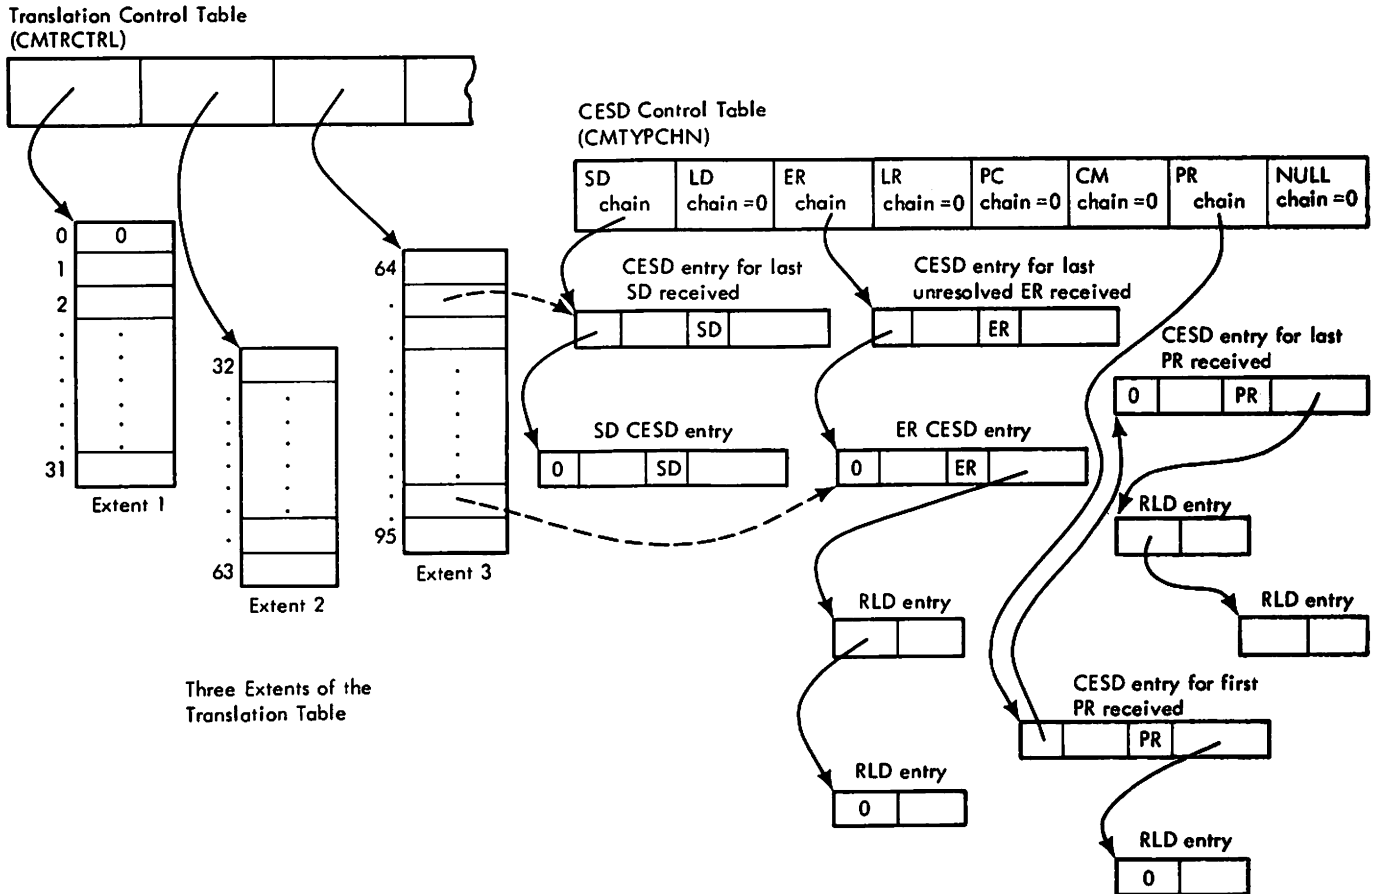 Translation Control Table
(CMTRCTRL)
CESD Control Table
(CMTYPCHN)
SD chain
LD chain =0
ER chain
LR chain =0
PC chain =0
CM chain =0
PR chain
NULL chain =0
0
0
1
2
31
Extent 1
32
63
Extent 2
64
95
Extent 3
Three Extents of the
Translation Table
CESD entry for last
SD received
SD
SD CESD entry
0
SD
CESD entry for last
unresolved ER received
ER
ER CESD entry
0
ER
RLD entry
RLD entry
0
CESD entry for last
PR received
0
PR
RLD entry
RLD entry
CESD entry for first
PR received
PR
RLD entry
0